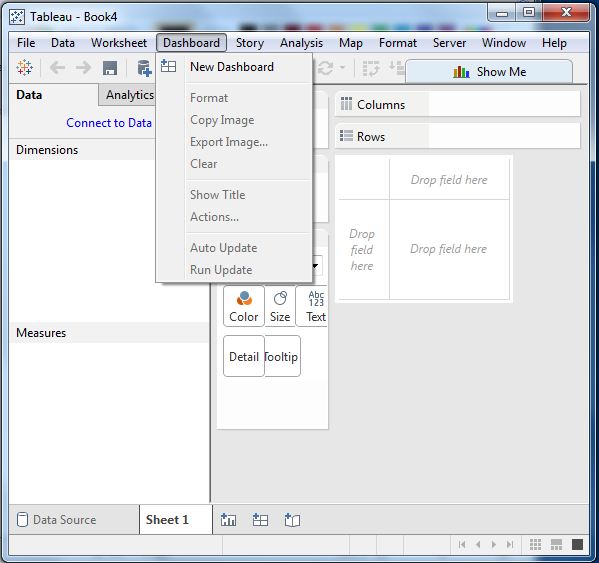 Tableau - Book4
File Data Worksheet Dashboard Story Analysis Map Format Server Window Help
New Dashboard
Format
Copy Image
Export Image...
Clear
Show Title
Actions...
Auto Update
Run Update
Show Me
Data Analytics
Connect to Data
Dimensions
Measures
Columns
Rows
Drop field here
Drop
field
here
Drop field here
Abc
123
Color Size Text
Detail Tooltip
Data Source Sheet 1